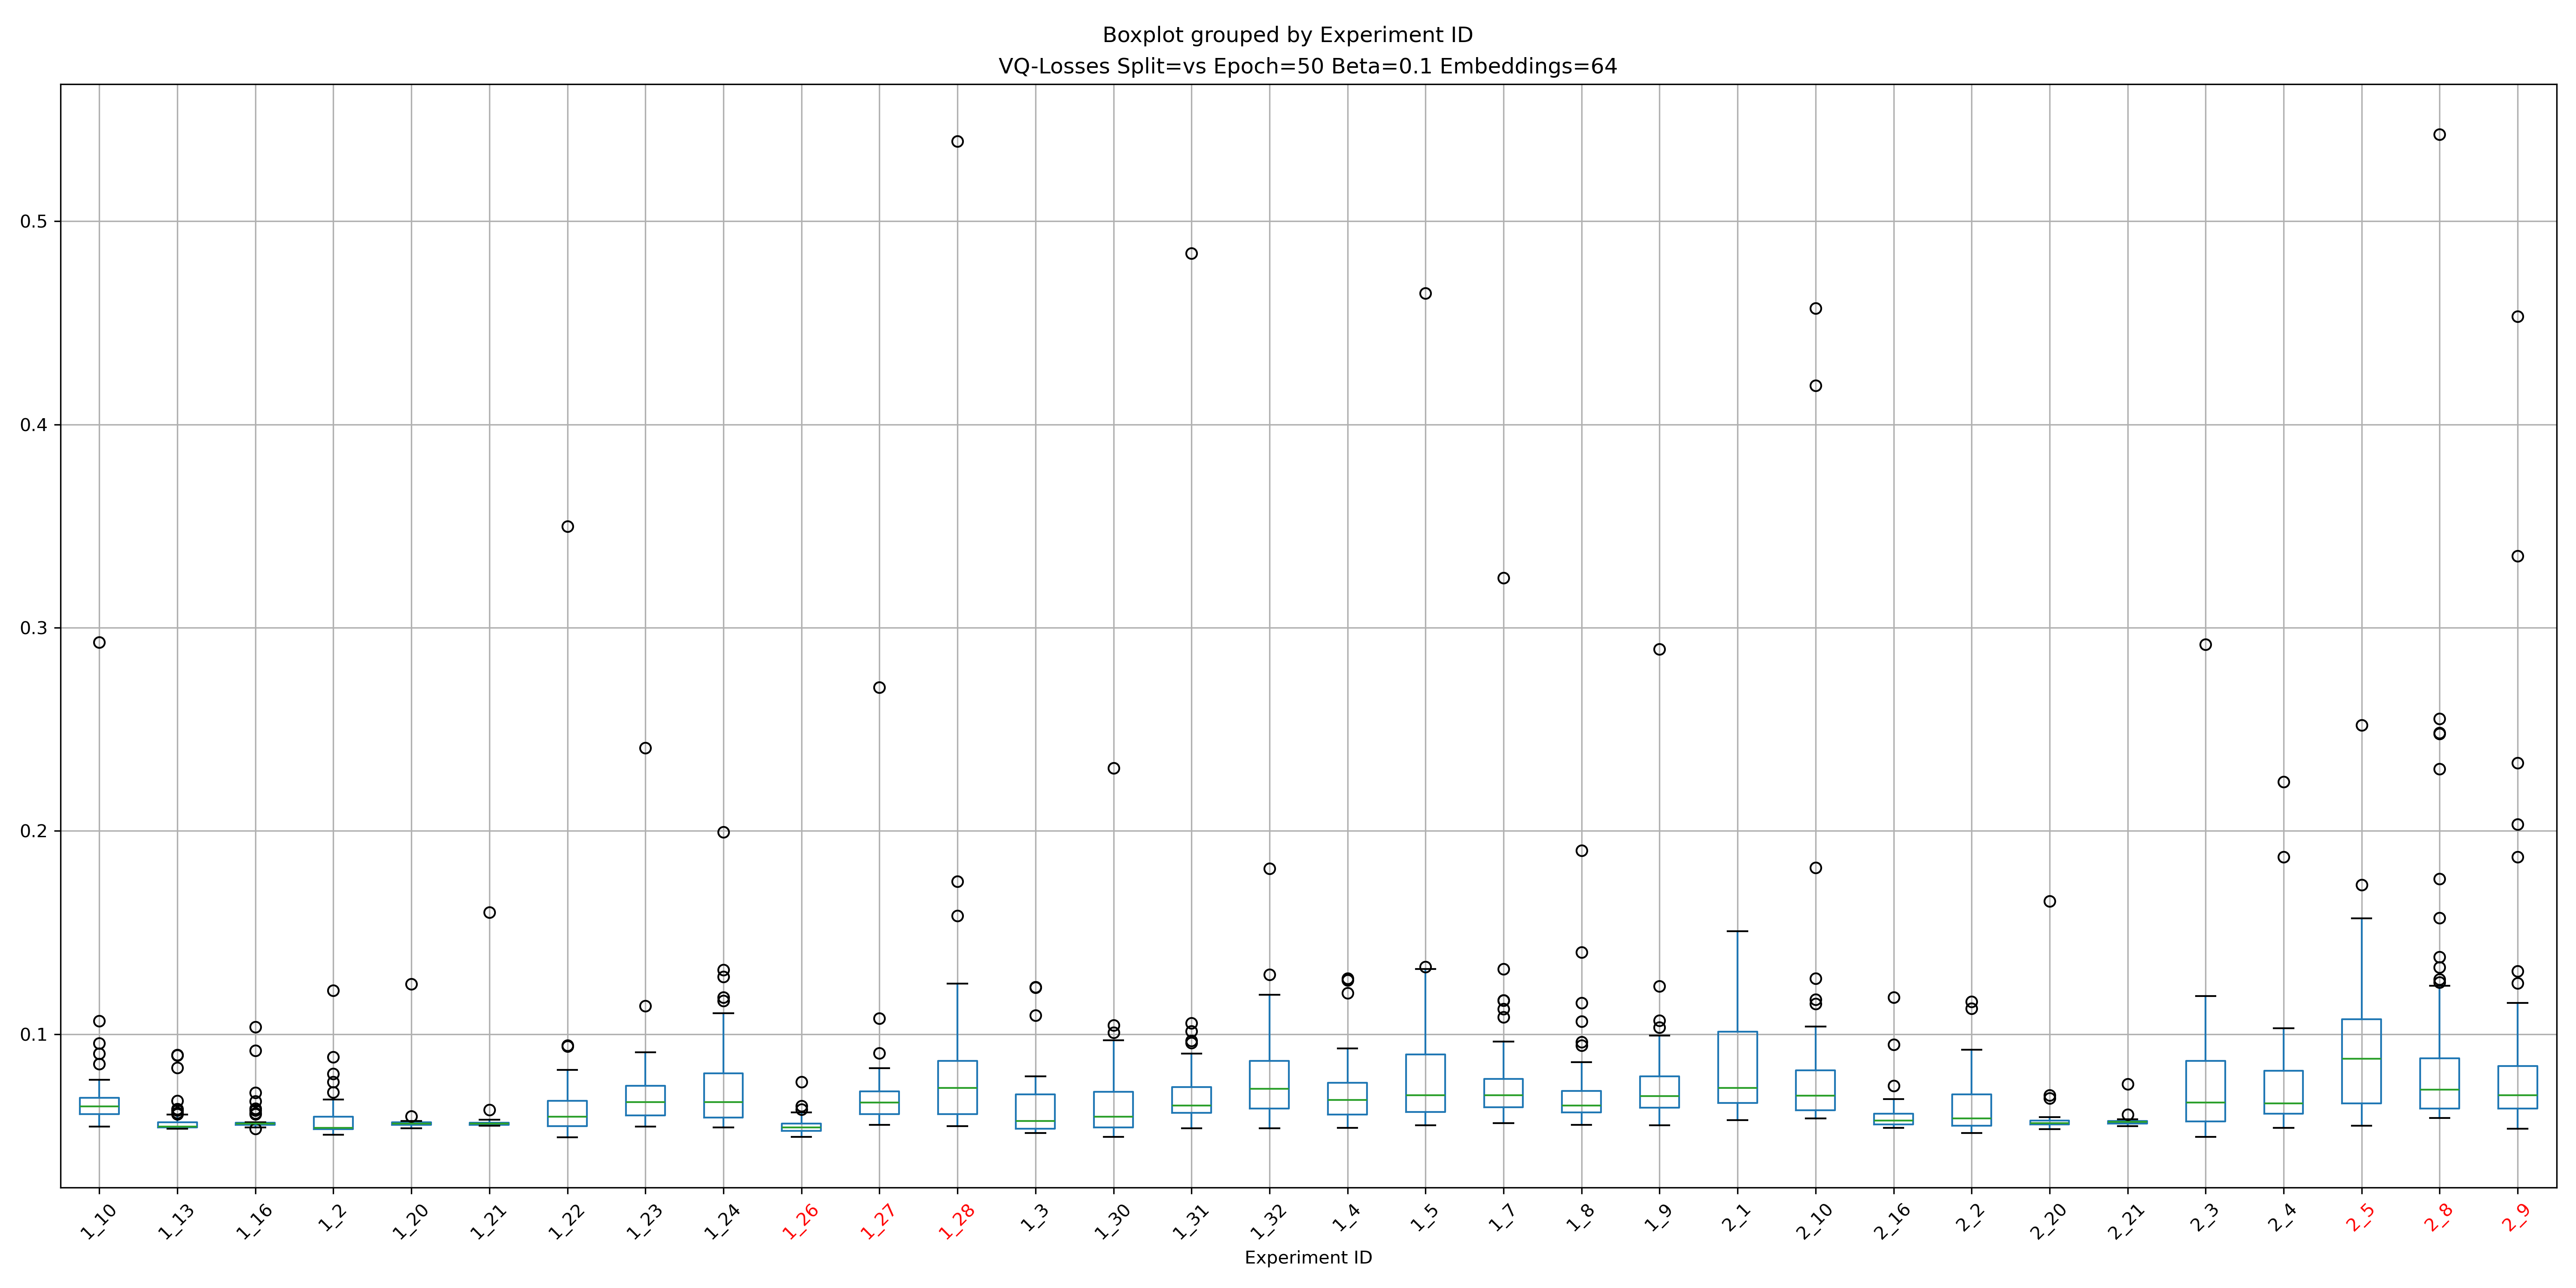 Boxplot grouped by Experiment ID
VQ-Losses Split=vs Epoch=50 Beta=0.1 Embeddings=64
0.5
0.4
0.3
0.2
0.1
1_10 1_13 1_16 1_2 1_20 1_21 1_22 1_23 1_24 1_26 1_27 1_28 1_3 1_30 1_31 1_32 1_4 1_5 1_7 1_8 1_9 2_1 2_10 2_16 2_2 2_20 2_21 2_3 2_4 2_5 2_8 2_9
Experiment ID